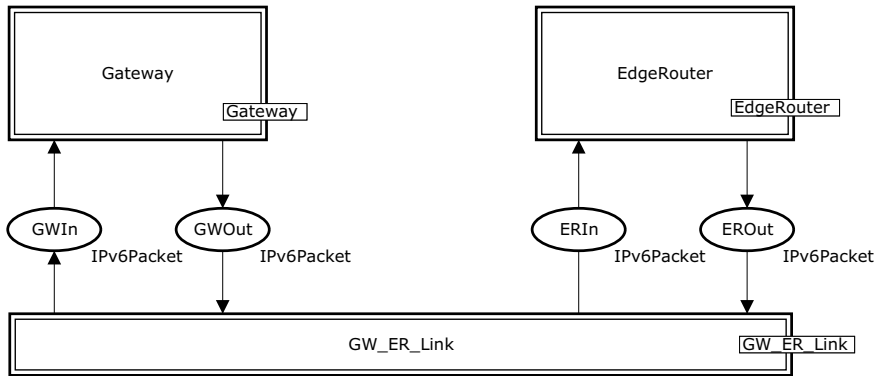 Gateway
EdgeRouter
Gateway
EdgeRouter
GWIn
GWOut
ERIn
EROut
IPv6Packet
IPv6Packet
IPv6Packet
IPv6Packet
GW_ER_Link
GW_ER_Link